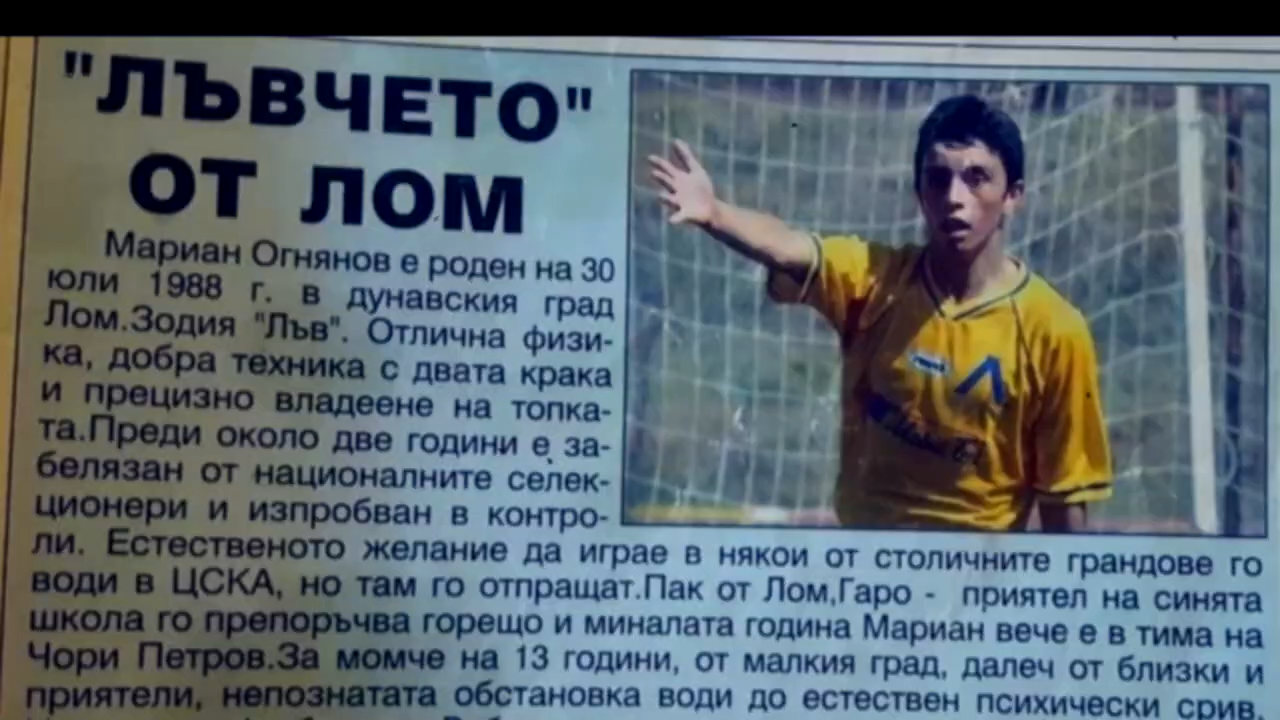 "ЛЪВЧЕТО"
ОТ ЛОМ
Мариан Огнянов е роден на 30
юли 1988 г. в дунавския град
Лом.Зодия "Лъв". Отлична физи-
ка, добра техника с двата крака
и прецизно владеене на топка-
та.Преди около две години е за-
белязан от националните селек-
ционери и изпробван в контро-
ли. Естественото желание да играе в някои от столичните грандове го
води в ЦСКА, но там го отпращат.Пак от Лом,Гаро - приятел на синята
школа го препоръчва горещо и миналата година Мариан вече е в тима на
Чори Петров.За момче на 13 години, от малкия град, далеч от близки и
приятели, непознатата обстановка води до естествен психически срив.
Л